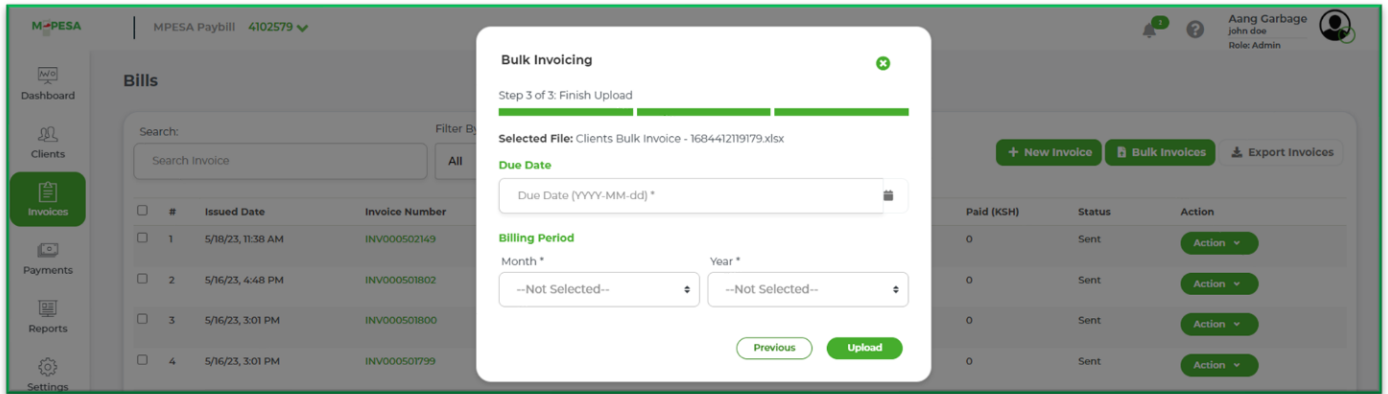 M-PESA
MPESA Paybill 4102579
3
Aang Garbage
john doe
Role: Admin
Dashboard
Clients
Invoices
Payments
Reports
Settings
Bills
Search:
Filter By
Search Invoice
All
+ New Invoice
Bulk Invoices
Export Invoices
# Issued Date Invoice Number Paid (KSH) Status Action
1 5/18/23, 11:38 AM INV000502149 0 Sent Action
2 5/16/23, 4:48 PM INV000501802 0 Sent Action
3 5/16/23, 3:01 PM INV000501800 0 Sent Action
4 5/16/23, 3:01 PM INV000501799 0 Sent Action
Bulk Invoicing
Step 3 of 3: Finish Upload
Selected File: Clients Bulk Invoice - 1684412119179.xlsx
Due Date
Due Date (YYYY-MM-dd) *
Billing Period
Month * Year *
--Not Selected-- --Not Selected--
Previous Upload